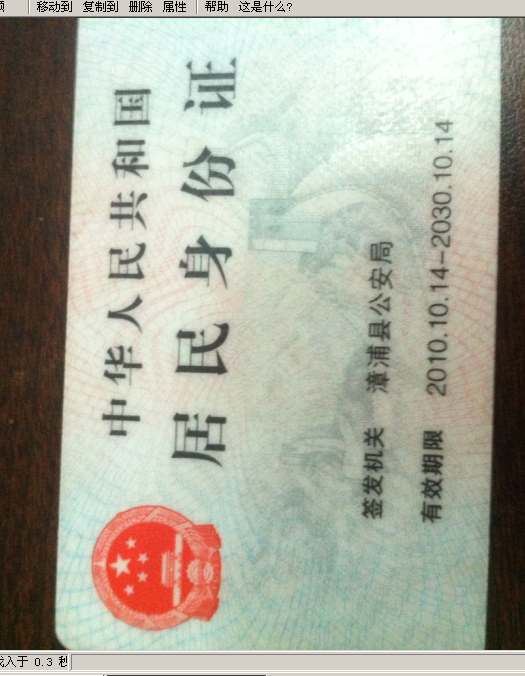 移动到 复制到 删除 属性 帮助 这是什么?
中华人民共和国
居民身份证
签发机关 漳浦县公安局
有效期限 2010.10.14-2030.10.14
入于 0.3 秒